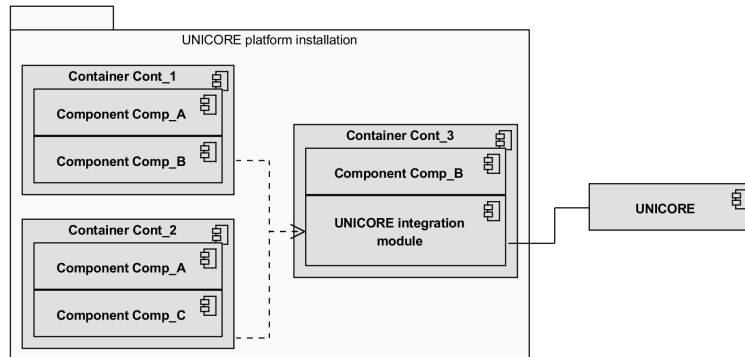 UNICORE platform installation
Container Cont_1
Component Comp_A
Component Comp_B
Container Cont_2
Component Comp_A
Component Comp_C
Container Cont_3
Component Comp_B
UNICORE integration
module
UNICORE